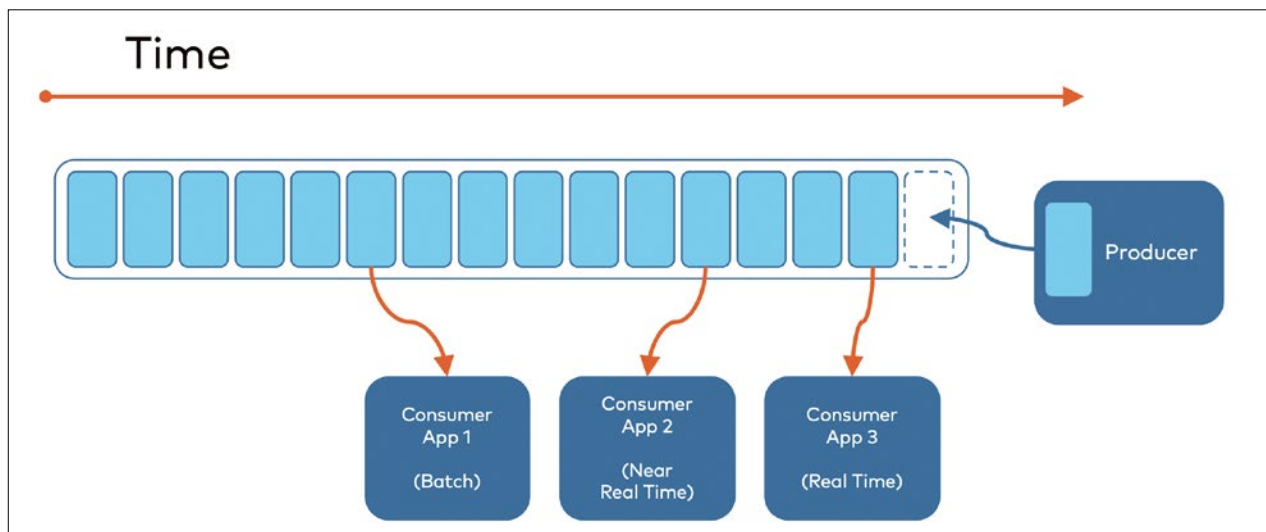 Time
Producer
Consumer
App 1
(Batch)
Consumer
App 2
(Near
Real Time)
Consumer
App 3
(Real Time)